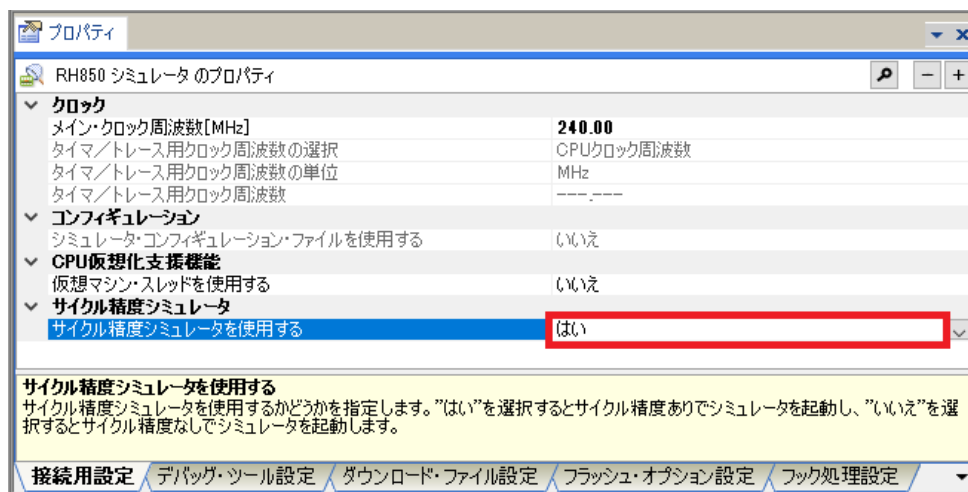 プロパティ
RH850 シミュレータ のプロパティ
クロック
メイン・クロック周波数[MHz] 240.00
タイマ/トレース用クロック周波数の選択 CPUクロック周波数
タイマ/トレース用クロック周波数の単位 MHz
タイマ/トレース用クロック周波数 ---.---
コンフィギュレーション
シミュレータ・コンフィギュレーション・ファイルを使用する いいえ
CPU仮想化支援機能
仮想マシン・スレッドを使用する いいえ
サイクル精度シミュレータ
サイクル精度シミュレータを使用する はい
サイクル精度シミュレータを使用する
サイクル精度シミュレータを使用するかどうかを指定します。"はい"を選択するとサイクル精度ありでシミュレータを起動し、"いいえ"を選
択するとサイクル精度なしでシミュレータを起動します。
接続用設定 デバッグ・ツール設定 ダウンロード・ファイル設定 フラッシュ・オプション設定 フック処理設定